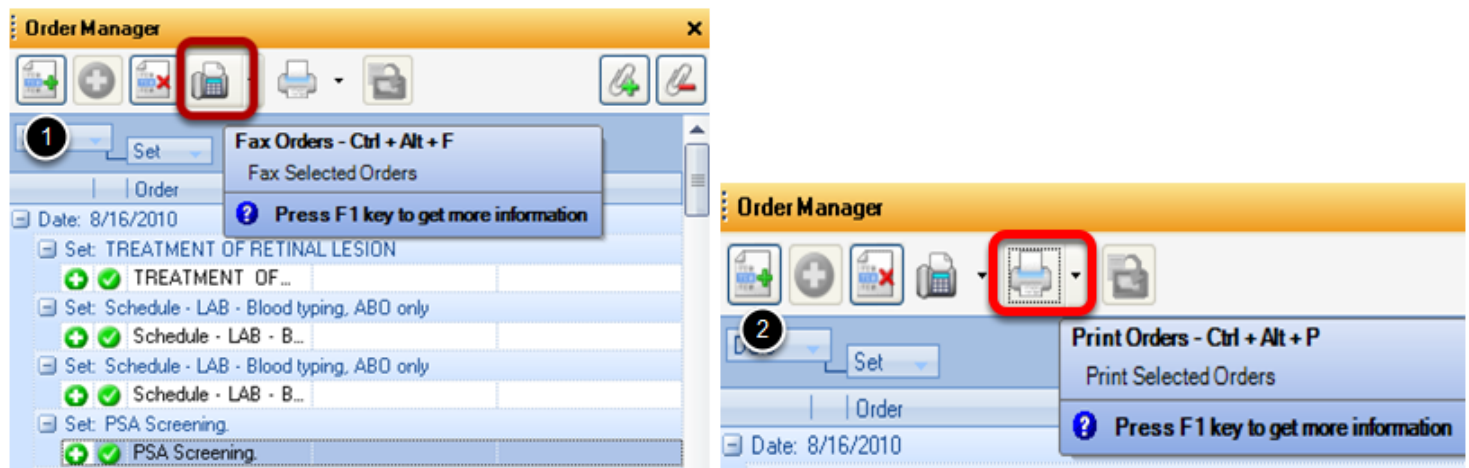 Order Manager
1
Set
Fax Orders - Ctrl + Alt + F
Fax Selected Orders
Order
Press F1 key to get more information
Date: 8/16/2010
Set: TREATMENT OF RETINAL LESION
TREATMENT OF...
Set: Schedule - LAB - Blood typing, ABO only
Schedule - LAB - B...
Set: Schedule - LAB - Blood typing, ABO only
Schedule - LAB - B...
Set: PSA Screening.
PSA Screening.
Order Manager
2
Set
Print Orders - Ctrl + Alt + P
Print Selected Orders
Order
Press F1 key to get more information
Date: 8/16/2010